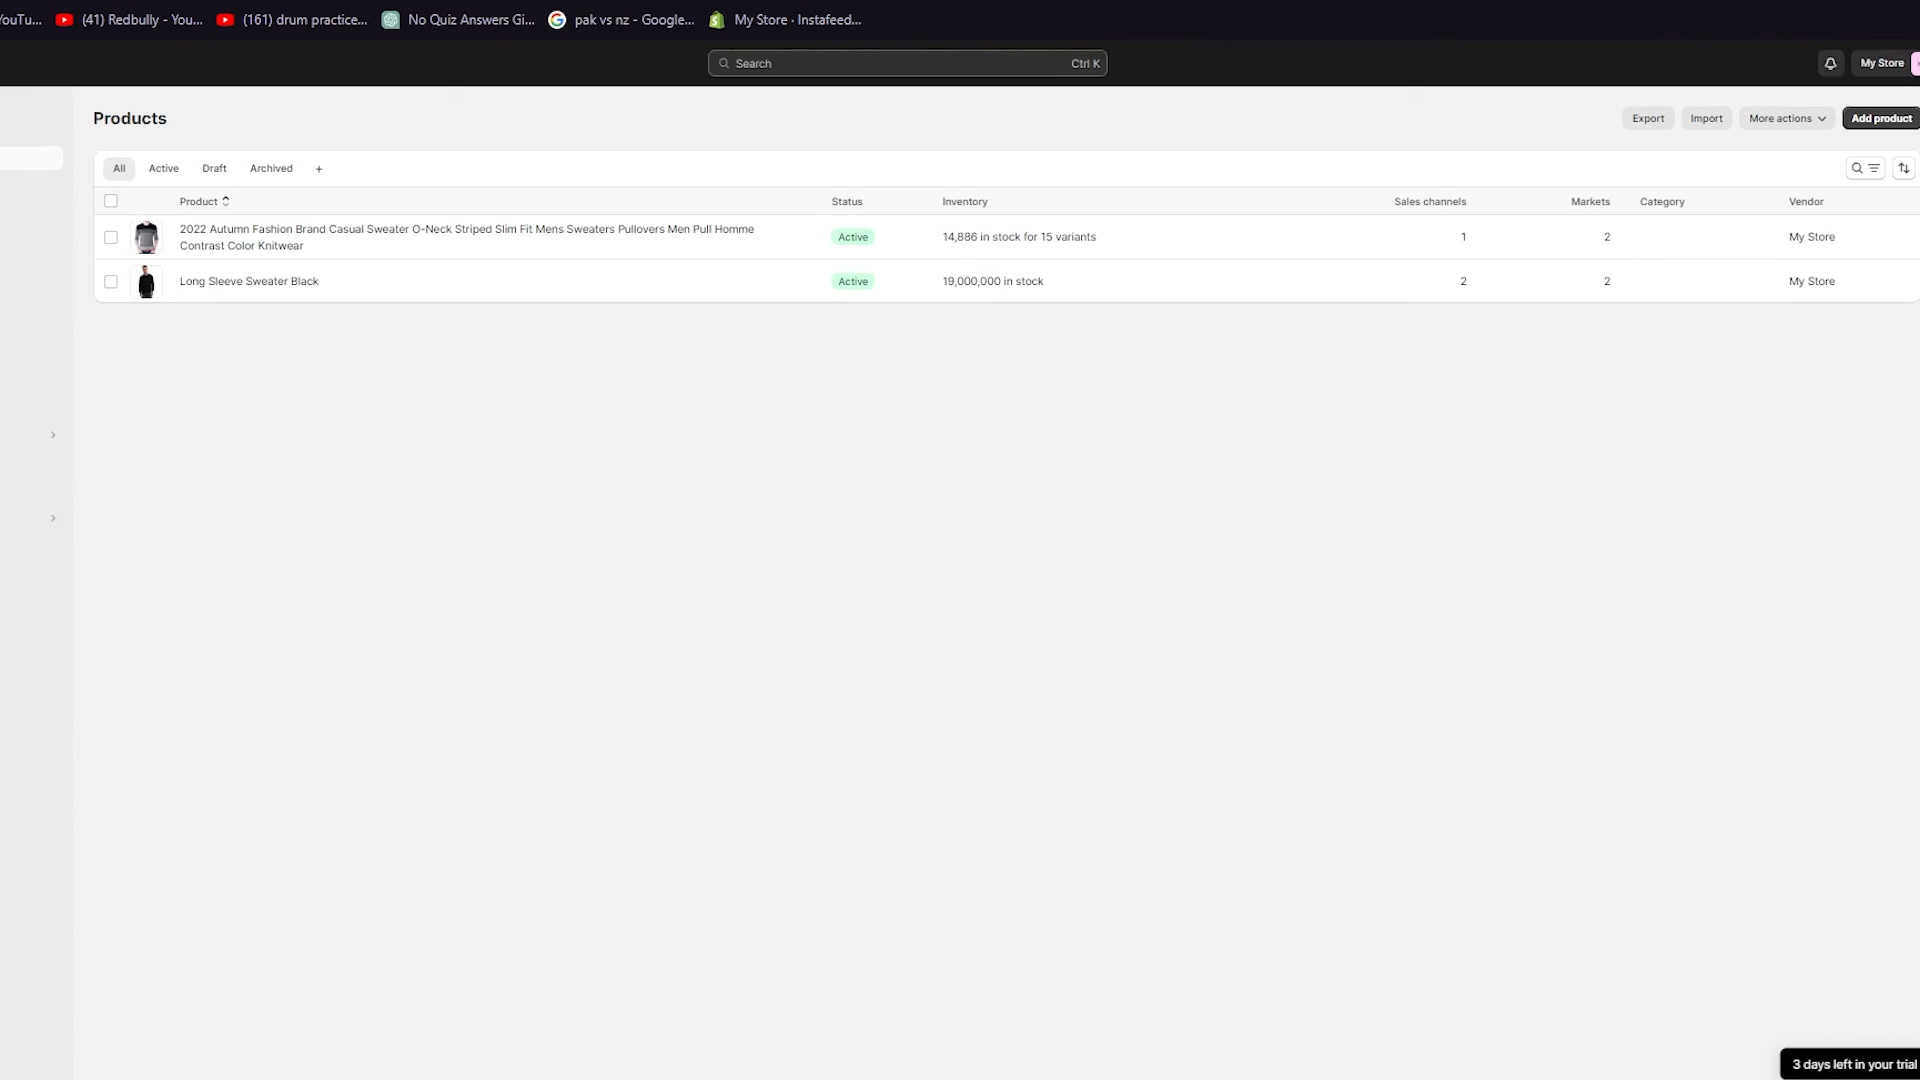 YouTu... (41) Redbully - You... (161) drum practice... No Quiz Answers Gi... pak vs nz - Google... My Store · Instafeed...
Search Ctrl K My Store
Products Export Import More actions Add product
All Active Draft Archived +
Product Status Inventory Sales channels Markets Category Vendor
2022 Autumn Fashion Brand Casual Sweater O-Neck Striped Slim Fit Mens Sweaters Pullovers Men Pull Homme
Contrast Color Knitwear
Active 14,886 in stock for 15 variants 1 2 My Store
Long Sleeve Sweater Black Active 19,000,000 in stock 2 2 My Store
3 days left in your trial